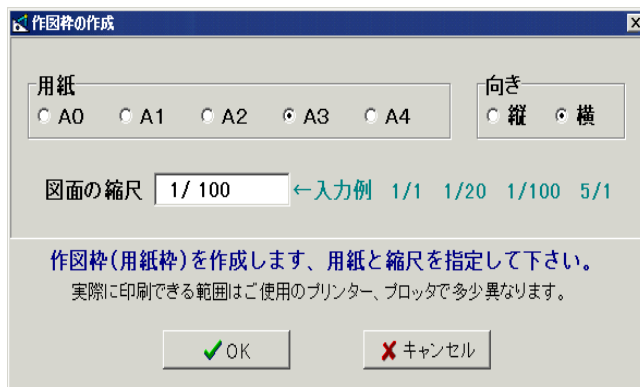 作図枠の作成
用紙 向き
A0 A1 A2 A3 A4 縦 横
図面の縮尺 1/ 100 ←入力例 1/1 1/20 1/100 5/1
作図枠(用紙枠)を作成します、用紙と縮尺を指定して下さい。
実際に印刷できる範囲はご使用のプリンター、プロッタで多少異なります。
OK キャンセル